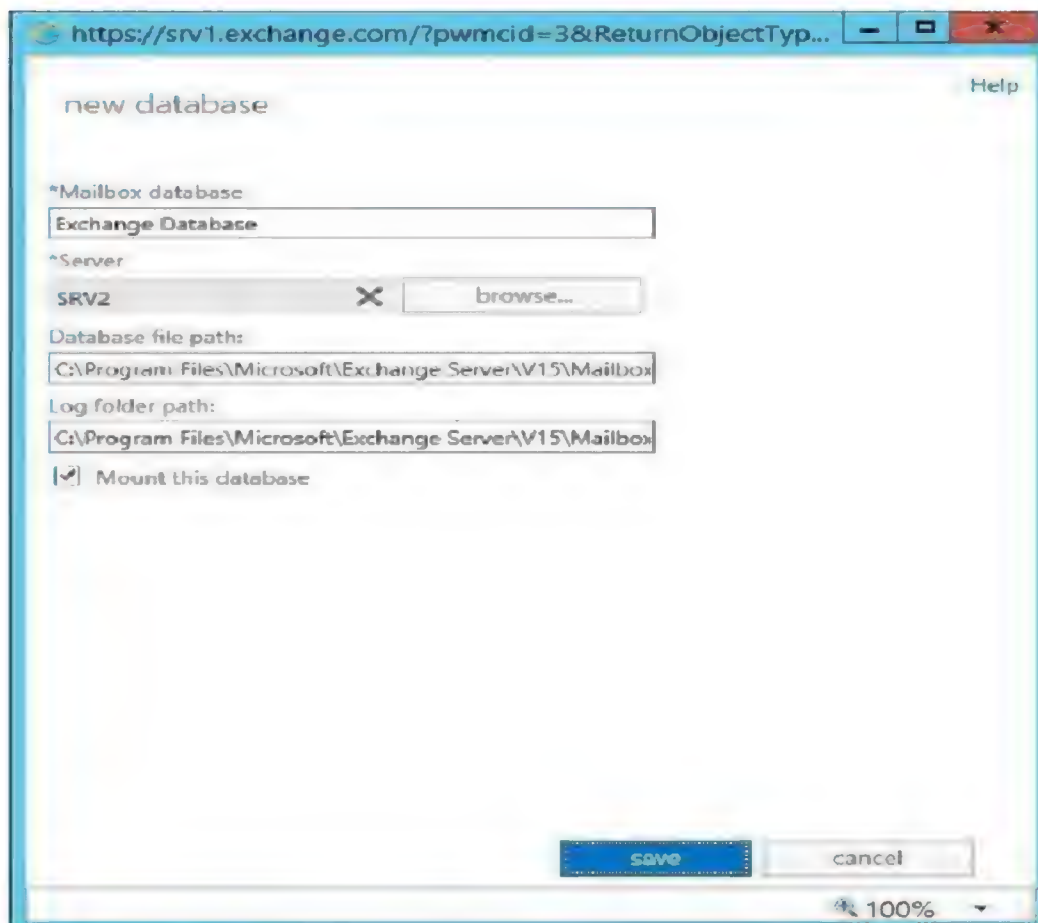 https://srv1.exchange.com/?pwmcid=3&ReturnObjectTyp...
Help
new database
*Mailbox database
Exchange Database
*Server
SRV2
browse...
Database file path:
C:\Program Files\Microsoft\Exchange Server\V15\Mailbox
Log folder path:
C:\Program Files\Microsoft\Exchange Server\V15\Mailbox
Mount this database
save cancel
100%